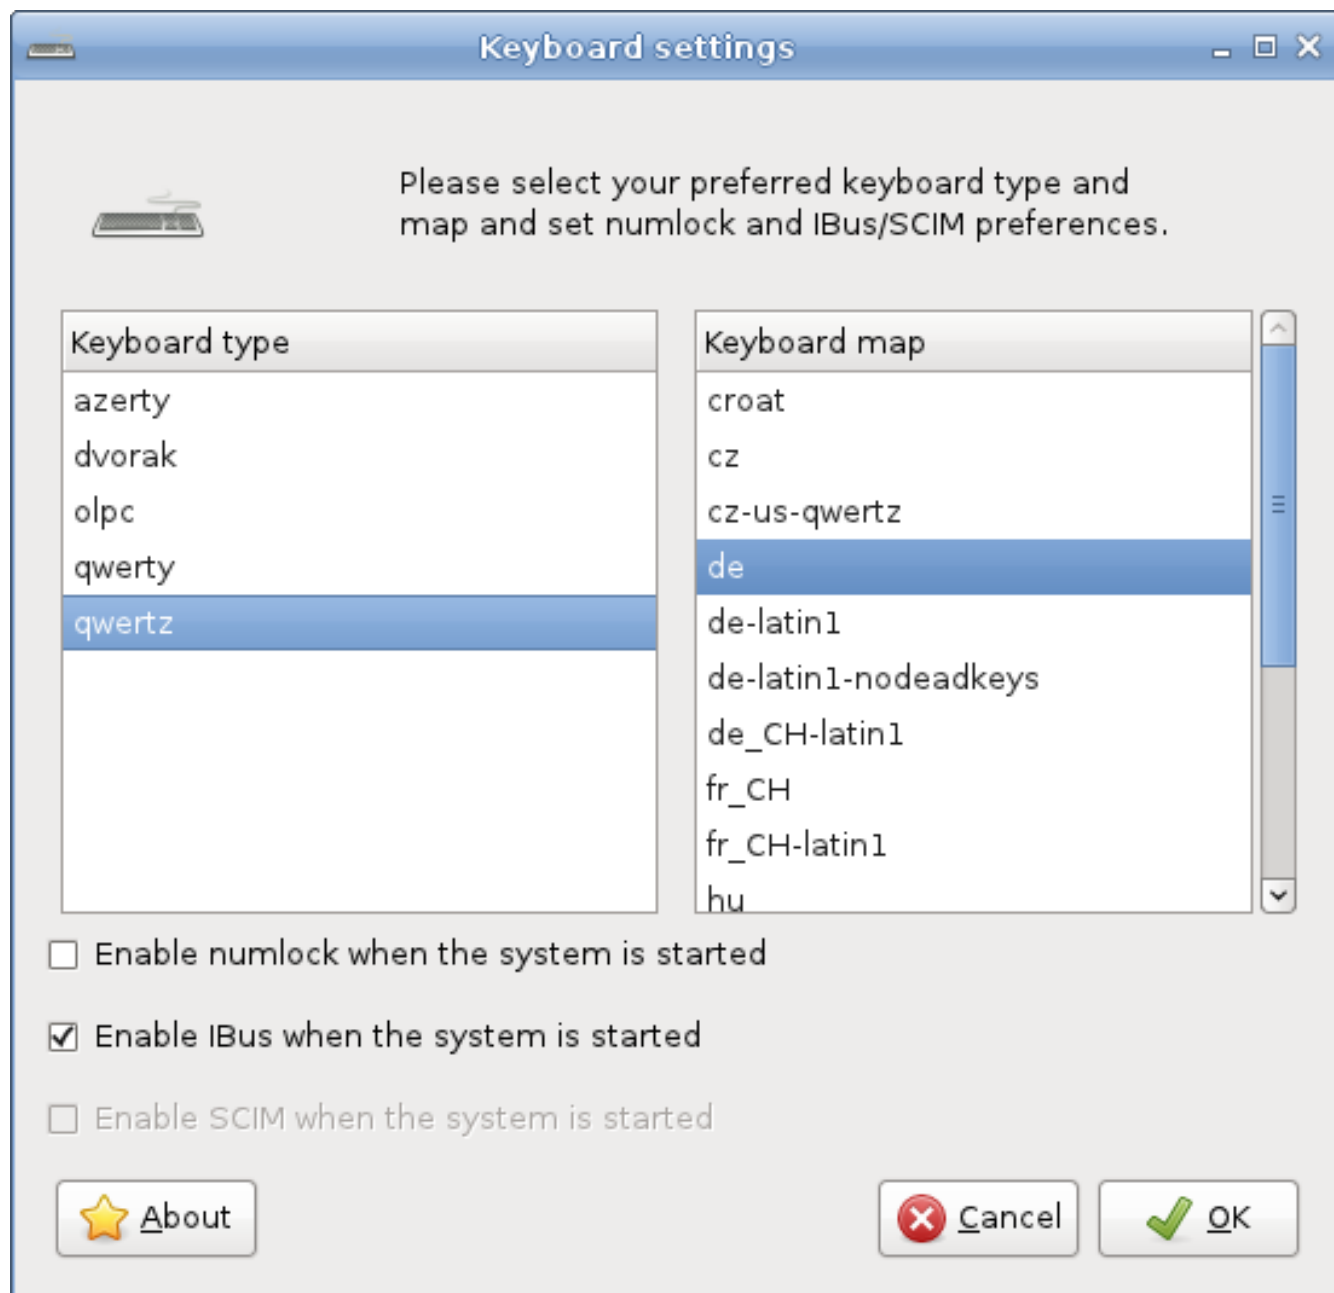 Keyboard settings
Please select your preferred keyboard type and
map and set numlock and IBus/SCIM preferences.
Keyboard type
azerty
dvorak
olpc
qwerty
qwertz
Keyboard map
croat
cz
cz-us-qwertz
de
de-latin1
de-latin1-nodeadkeys
de_CH-latin1
fr_CH
fr_CH-latin1
hu
Enable numlock when the system is started
Enable IBus when the system is started
Enable SCIM when the system is started
About
Cancel
OK